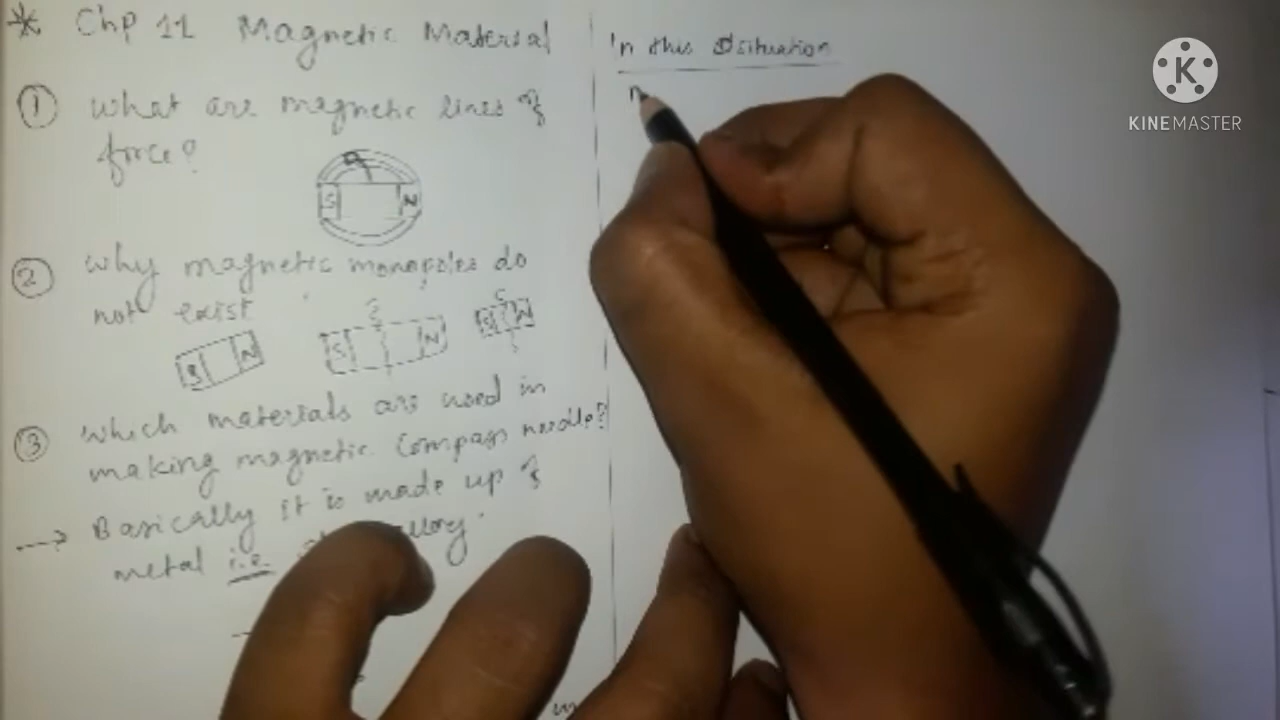 * Chp 11 Magnetic Material
① What are magnetic lines of
force?
S N
② Why magnetic monopoles do
not exist
S N
S N
S N
③ Which materials are used in
making magnetic Compass needle?
→ Basically it is made up of
metal i.e.
In this situation
K
KINEMASTER